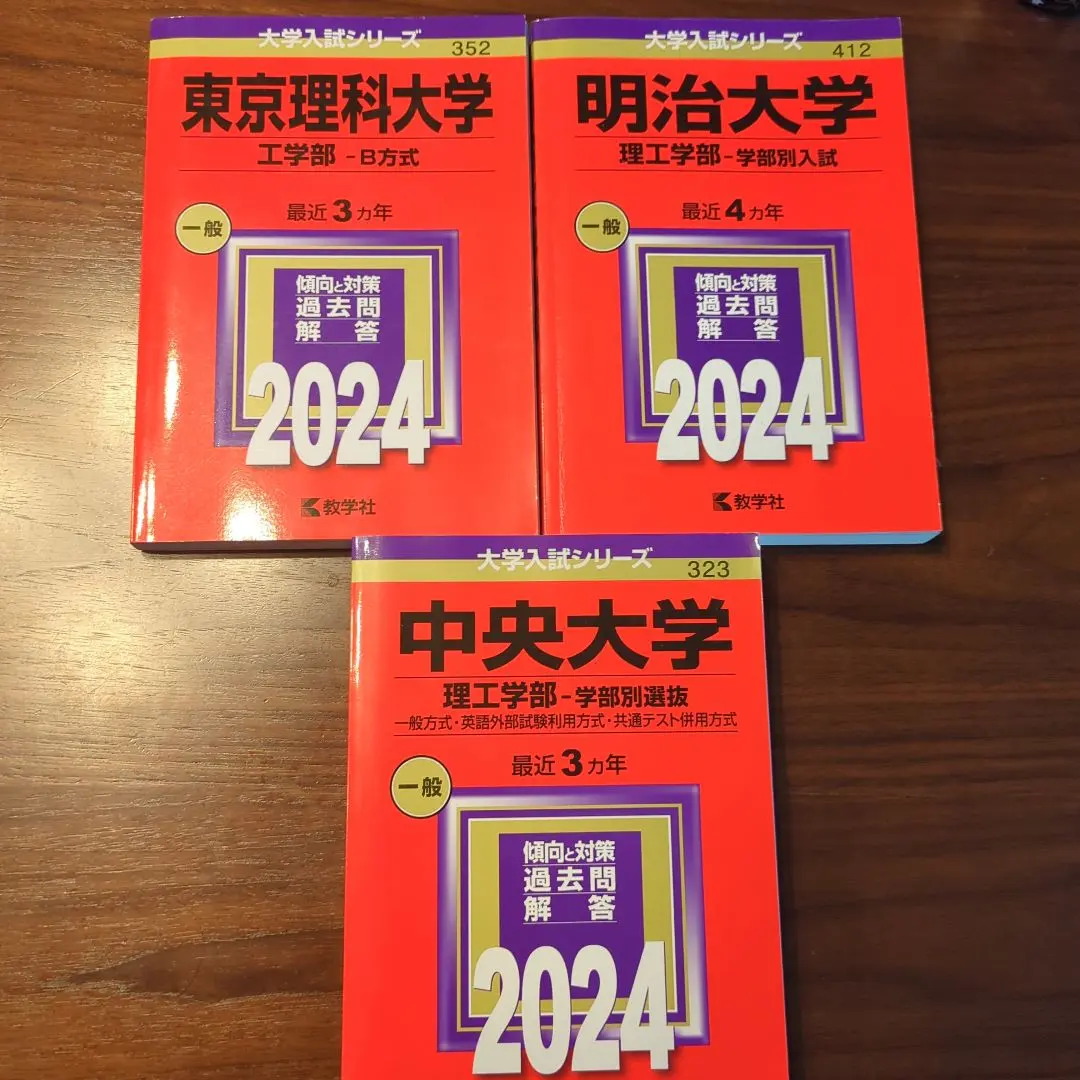 大学入試シリーズ
352
東京理科大学
工学部 -B方式
最近3カ年
一般
傾向と対策
過去問
解答
2024
教学社
大学入試シリーズ
412
明治大学
理工学部-学部別入試
最近4カ年
一般
傾向と対策
過去問
解答
2024
教学社
大学入試シリーズ
323
中央大学
理工学部-学部別選抜
一般方式・英語外部試験利用方式・共通テスト併用方式
最近3カ年
一般
傾向と対策
過去問
解答
2024